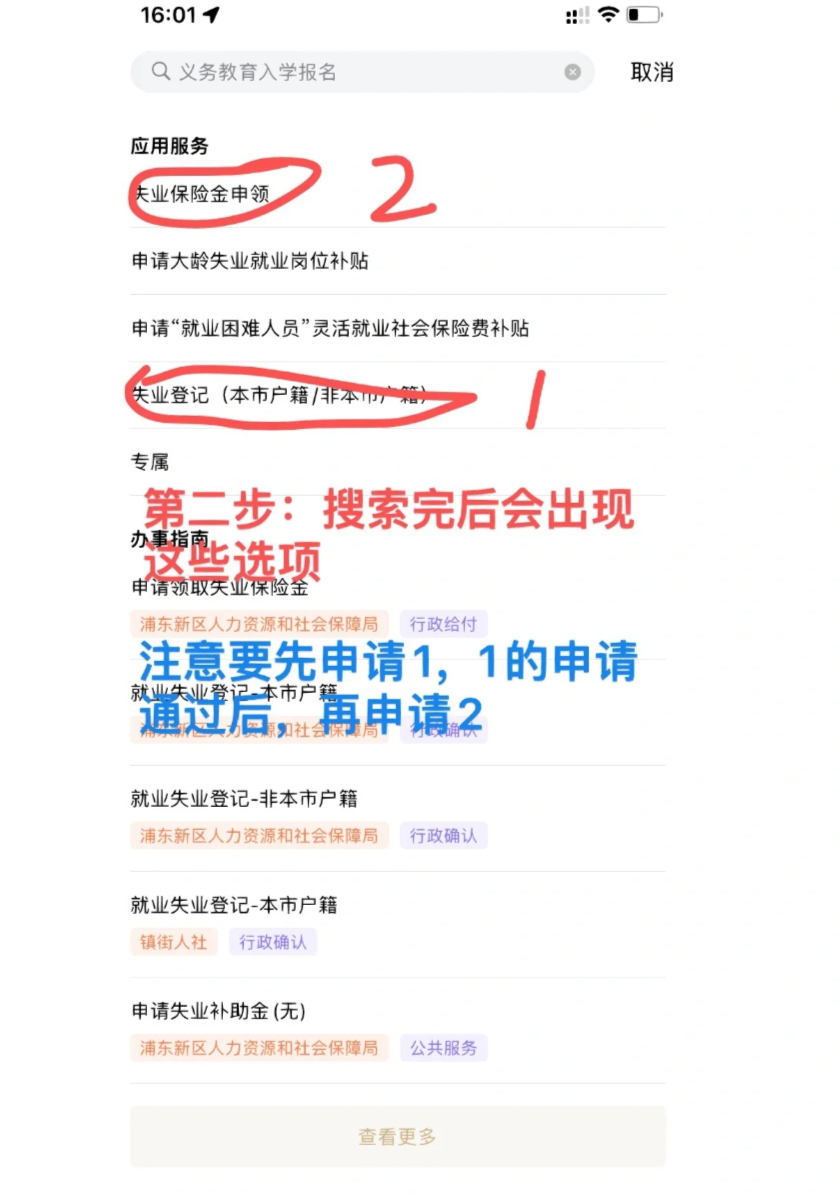 16:01
义务教育入学报名 取消
应用服务
失业保险金申领 2
申请大龄失业就业岗位补贴
申请“就业困难人员”灵活就业社会保险费补贴
失业登记（本市户籍/非本市户籍） 1
专属
第二步：搜索完后会出现
办事指南
这些选项
申请领取失业保险金
浦东新区人力资源和社会保障局 行政给付
注意要先申请1，1的申请
就业失业登记-本市户籍
通过后，再申请2
浦东新区人力资源和社会保障局 行政确认
就业失业登记-非本市户籍
浦东新区人力资源和社会保障局 行政确认
就业失业登记-本市户籍
镇街人社 行政确认
申请失业补助金(无)
浦东新区人力资源和社会保障局 公共服务
查看更多